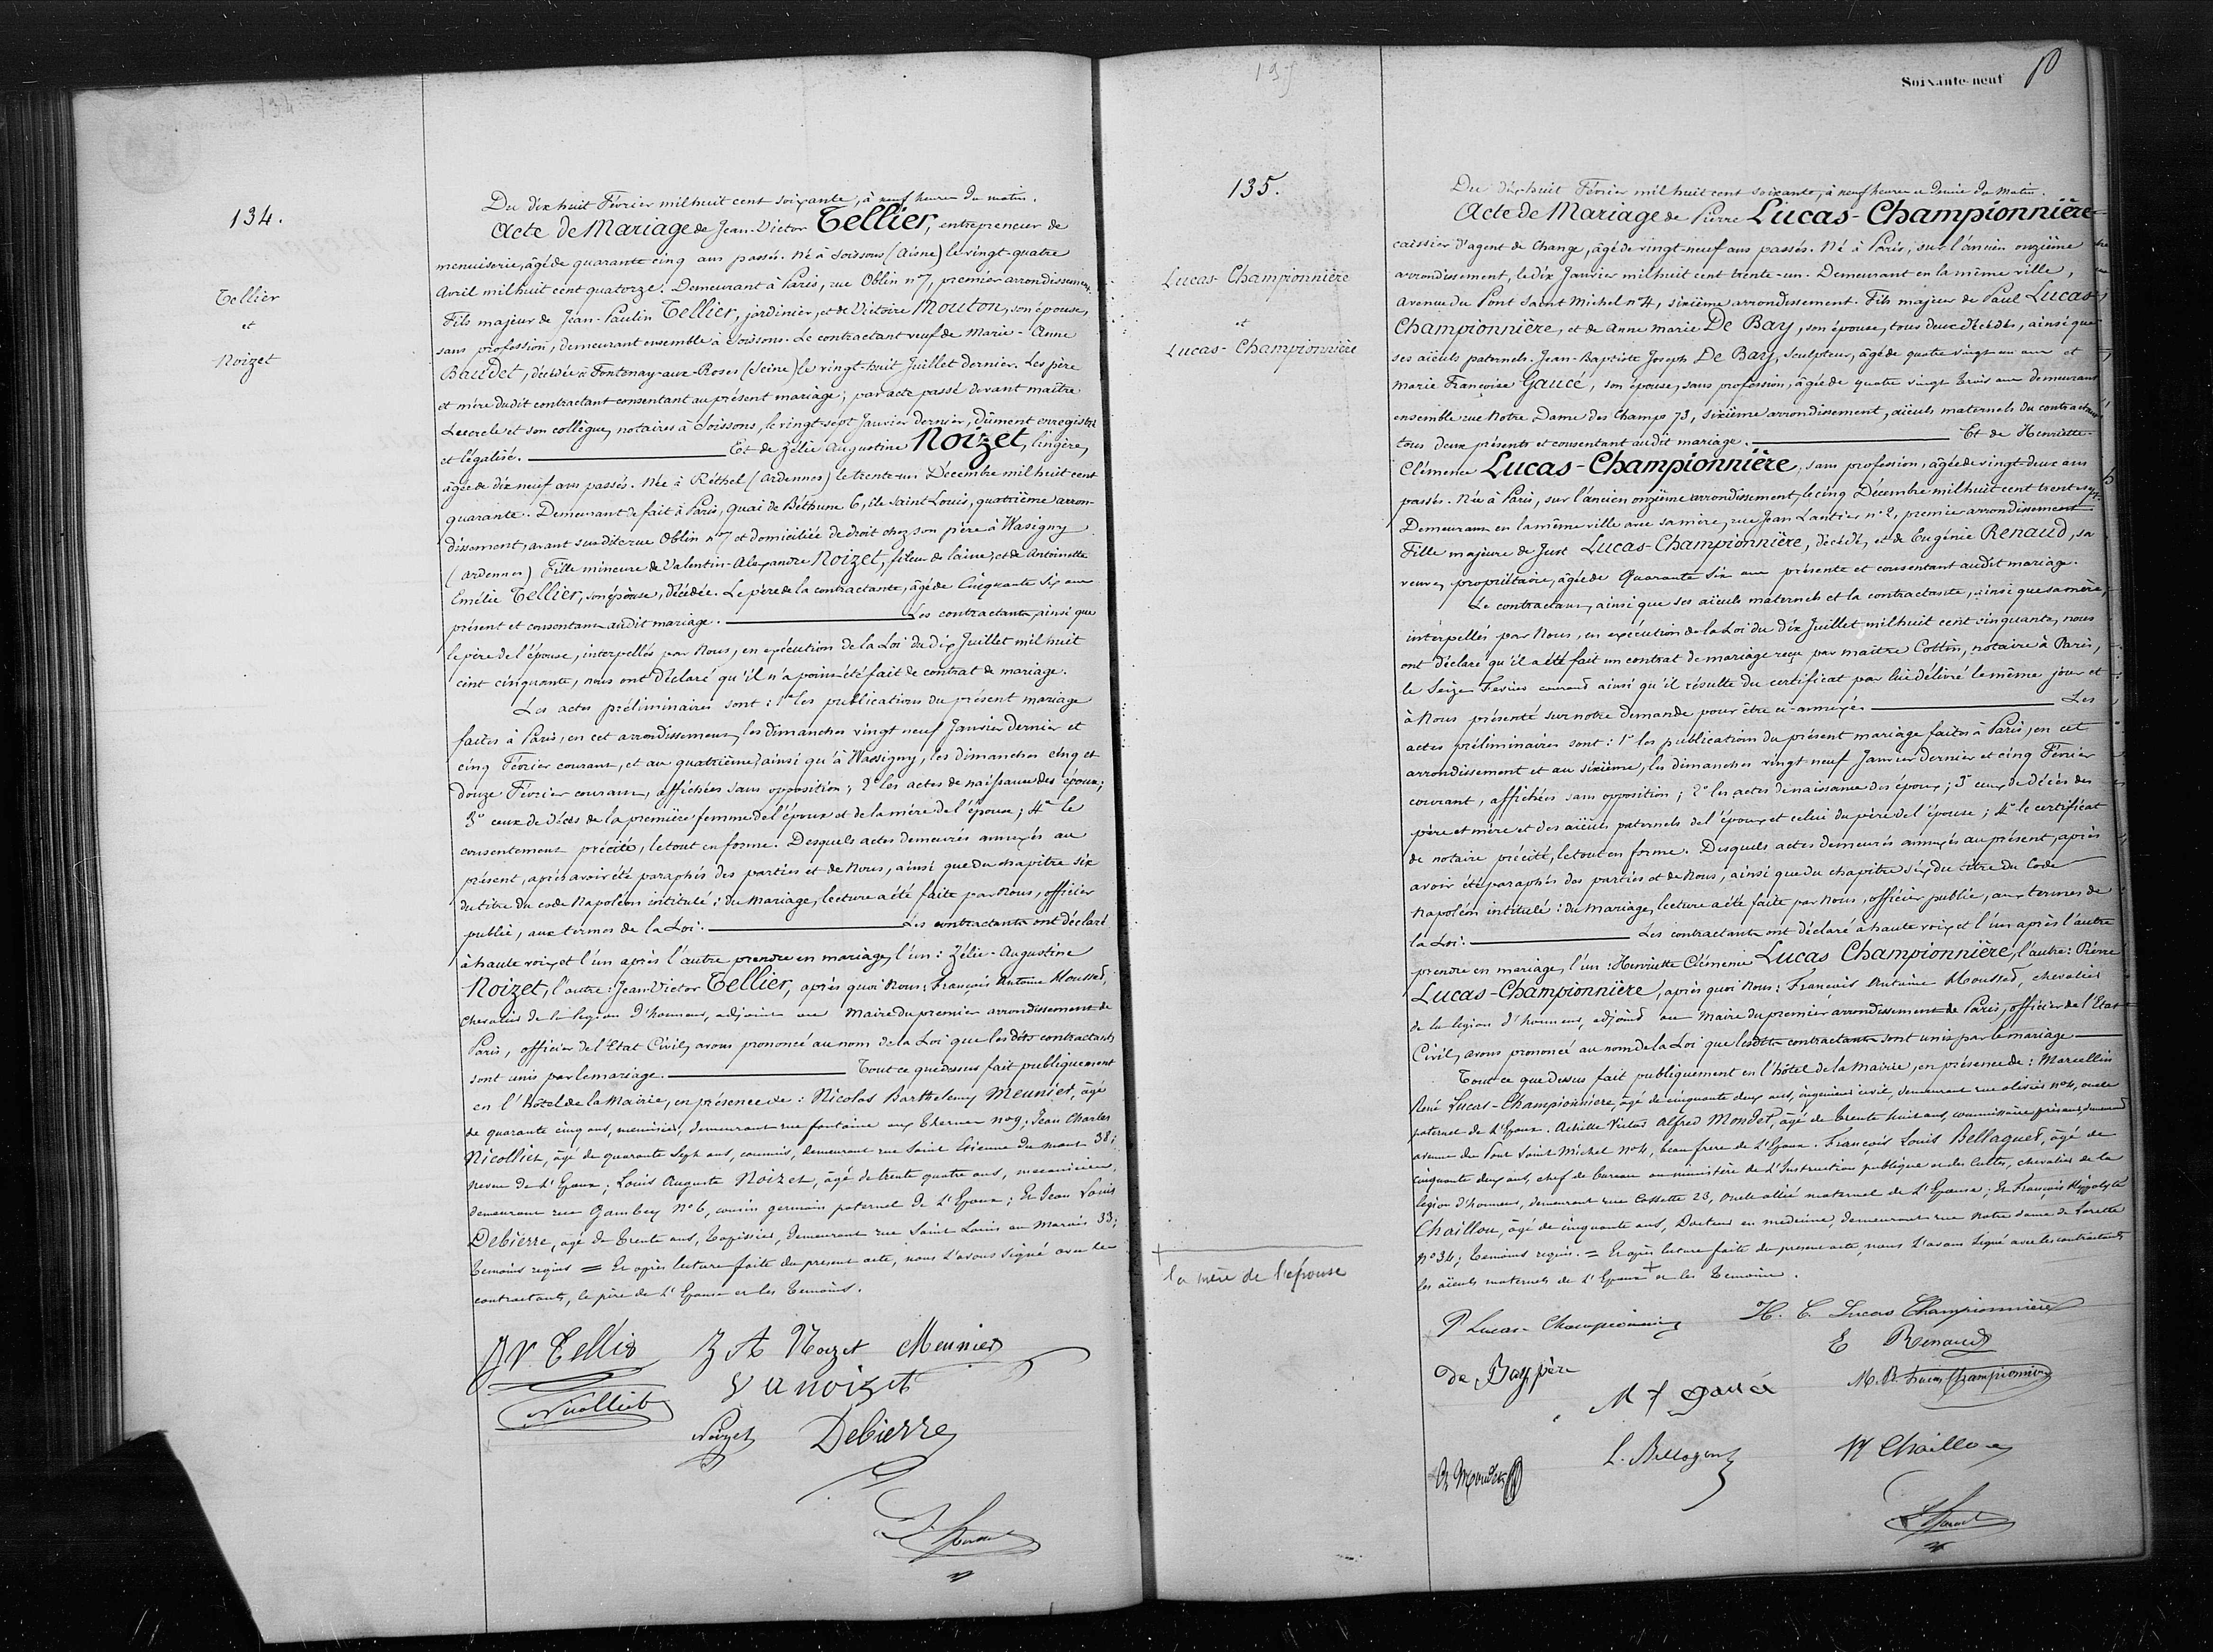 134.
Tellier
et
Noizet
Du dix huit Février mil huit cent soixante, à neuf heures du matin.
Acte de Mariage de Jean-Victor Tellier, entrepreneur de
menuiserie, âgé de quarante cinq ans passés. Né à Soissons (Aisne) le vingt-quatre
Avril mil huit cent quatorze. Demeurant à Paris, rue Oblin n° 7, premier arrondissement.
Fils majeur de Jean-Paulin Tellier, jardinier, et de Victoire Mouton, son épouse,
sans profession, demeurant ensemble à Soissons. Le contractant veuf de Marie-Anne
Baudet, décédée à Fontenay-aux-Roses (Seine) le vingt-huit Juillet dernier. Les père
et mère dudit contractant consentant au présent mariage; par acte passé devant maître
Lecercle et son collègue, notaires à Soissons, le vingt-sept Janvier dernier, dûment enregistré
et légalisé. Et de Zélie Augustine Noizet, lingère,
âgée de dix neuf ans passés. Née à Réthel (Ardennes) le trente-un Décembre mil huit cent
quarante. Demeurant de fait à Paris, quai de Béthune 6, île Saint Louis, quatrième arron-
dissement, avant susdite rue Oblin n° 7 et domiciliée de droit chez son père à Wasigny
(Ardennes) Fille mineure de Valentin-Alexandre Noizet, fileur de laine, et de Antoinette
Emélie Tellier, son épouse, décédée. Le père de la contractante, âgé de Cinquante six ans
présent et consentant audit mariage. Les contractants, ainsi que
le père de l'épouse, interpellés par Nous, en exécution de la Loi du dix Juillet mil huit
cent cinquante, nous ont déclaré qu'il n'a point été fait de contrat de mariage.
Les actes préliminaires sont: 1° les publications du présent mariage
faites à Paris, en cet arrondissement, les dimanches vingt neuf Janvier dernier et
cinq Février courant, et au quatrième, ainsi qu'à Wassigny, les dimanches cinq et
douze Février courant, affichées sans opposition; 2° les actes de naissance des époux;
3° ceux de décès de la première femme de l'époux et de la mère de l'épouse; 4° le
consentement précité, le tout en forme. Desquels actes demeurés annexés au
présent, après avoir été paraphés des parties et de Nous, ainsi que du chapitre six
du titre du code Napoléon intitulé: du Mariage, lecture a été faite par Nous, officier
public, aux termes de la Loi. Les contractants ont déclaré
à haute voix et l'un après l'autre prendre en mariage, l'un: Zélie-Augustine
Noizet, l'autre: Jean-Victor Tellier, après quoi Nous: François Antoine Mousset,
Chevalier de la légion d'honneur, adjoint au Maire du premier arrondissement de
Paris, officier de l'Etat Civil, avons prononcé au nom de la Loi que lesdits contractants
sont unis par le mariage. Tout ce que dessus fait publiquement
en l'hôtel de la Mairie, en présence de: Nicolas Barthelemy Meunier, âgé
de quarante cinq ans, menuisier, demeurant rue fontaine aux n° 9; Jean Charles
Nicollict, âgé de quarante sept ans, commis, demeurant rue Saint Etienne du mont 38;
neveu de l'Epoux; Louis Auguste Noizet, âgé de trente quatre ans, mecanicien,
demeurant rue Gambey N° 6, cousin germain paternel de l'Epouse; Et Jean Louis
Debierre, âgé de trente ans, tapissier, demeurant rue Saint Louis au Marais 33;
temoins requis = Et après lecture faite du present acte, nous l'avons signé avec les
contractants, le père de l'Epouse et les temoins.
J V Tellier Z A Noizet Meunier
V A noizet
Noizet Debierre
135.
Lucas-Championnière
et
Lucas-Championnière
Soixante-neuf
Du dix-huit Février mil huit cent soixante, à neuf heures et demie du Matin.
Acte de Mariage de Pierre Lucas-Championnière
caissier d'agent de Change, âgé de vingt-neuf ans passés. Né à Paris, sur l'ancien onzième
arrondissement, le dix Janvier mil huit cent trente-un. Demeurant en la même ville,
avenue du Pont Saint Michel n° 4, sixième arrondissement. Fils majeur de Paul Lucas-
Championnière, et de Anne Marie De Bay, son épouse, tous deux décédés, ainsi que
ses aïeuls paternels. Jean-Baptiste Joseph De Bay, Sculpteur, âgé de quatre vingt-un ans et
Marie Françoise Gaucé, son épouse, sans profession, âgée de quatre vingt trois ans demeurant
ensemble rue Notre-Dame des Champs 73, sixième arrondissement, aïeuls maternels du contractant
tous deux présents et consentant audit mariage. Et de Henriette-
Clémence Lucas-Championnière, sans profession, âgée de vingt-deux ans
passés. Née à Paris, sur l'ancien onzième arrondissement, le cinq Décembre mil huit cent trente-sept
Demeurant en la même ville avec sa mère, rue Jean Lantier n° 2, premier arrondissement
Fille majeure de Just Lucas-Championnière, décédé, et de Eugénie Renaud, sa
veuve, propriétaire, âgée de Quarante Six ans présente et consentant audit mariage.
Le contractant, ainsi que ses aïeuls maternels et la contractante, ainsi que sa mère,
interpellés par Nous, en exécution de la Loi du dix Juillet mil huit cent cinquante, nous
ont déclaré qu'il a été fait un contrat de mariage reçu par maître Cottin, notaire à Paris,
le Seize Fevrier courant ainsi qu'il résulte du certificat par lui délivré le même jour et
à Nous présenté sur notre demande pour être ci-annexé. Les
actes préliminaires sont: 1° les publications du présent mariage faites à Paris, en cet
arrondissement et au sixième, les dimanches vingt neuf Janvier dernier et cinq Février
courant, affichées sans opposition; 2° les actes de naissance des époux; 3° ceux de décès des
père et mère et des aïeuls paternels de l'époux et celui du père de l'épouse; 4° le certificat
de notaire précité, le tout en forme. Desquels actes demeurés annexés au présent, après
avoir été paraphés des parties et de Nous, ainsi que du chapitre six du titre du Code
Napoléon intitulé: du Mariage, lecture a été faite par Nous, officier public, aux termes de
la Loi. Les contractants ont déclaré à haute voix et l'un après l'autre
prendre en mariage, l'un: Henriette Clémence Lucas Championnière, l'autre: Pierre
Lucas-Championnière, après quoi Nous: François Antoine Mousset, chevalier
de la legion d'honneur, adjoint au Maire du premier arrondissement de Paris, officier de l'Etat
Civil, avons prononcé au nom de la Loi que lesdits contractants sont unis par le mariage
Tout ce que dessus fait publiquement en l'hôtel de la Mairie, en présence de: Marcellin
René Lucas-Championniere, âgé de cinquante deux ans, ingénieur civil, demeurant rue olivier n° 4, oncle
paternel de l'Epoux. Achille Victor Alfred Mondet, âgé de trente huit ans, commissaire priseur, demeurant
avenue du Pont Saint Michel N° 4, beau frere de l'Epoux. François Louis Bellaguet, âgé de
cinquante deux ans, chef de bureau au ministère de l'Instruction publique et des Cultes, chevalier de la
légion d'honneur, demeurant rue Cassette 23, oncle allié maternel de l'Epouse; Et François Hippolyte
Chaillou, âgé de cinquante ans, Docteur en medecine, demeurant rue Notre dame de Lorette
N° 34; temoins requis. = Et après lecture faite du present acte, nous l'avons signé avec les contractants
les aïeuls maternels de l'Epoux + et les temoins.
+ la mère de l'épouse
P Lucas-Championnière H. C. Lucas Championnière
E Renaud
de Bay père M f gaucé M. R. Lucas Championnière
A Mondet L. Bellaguet H Chaillou